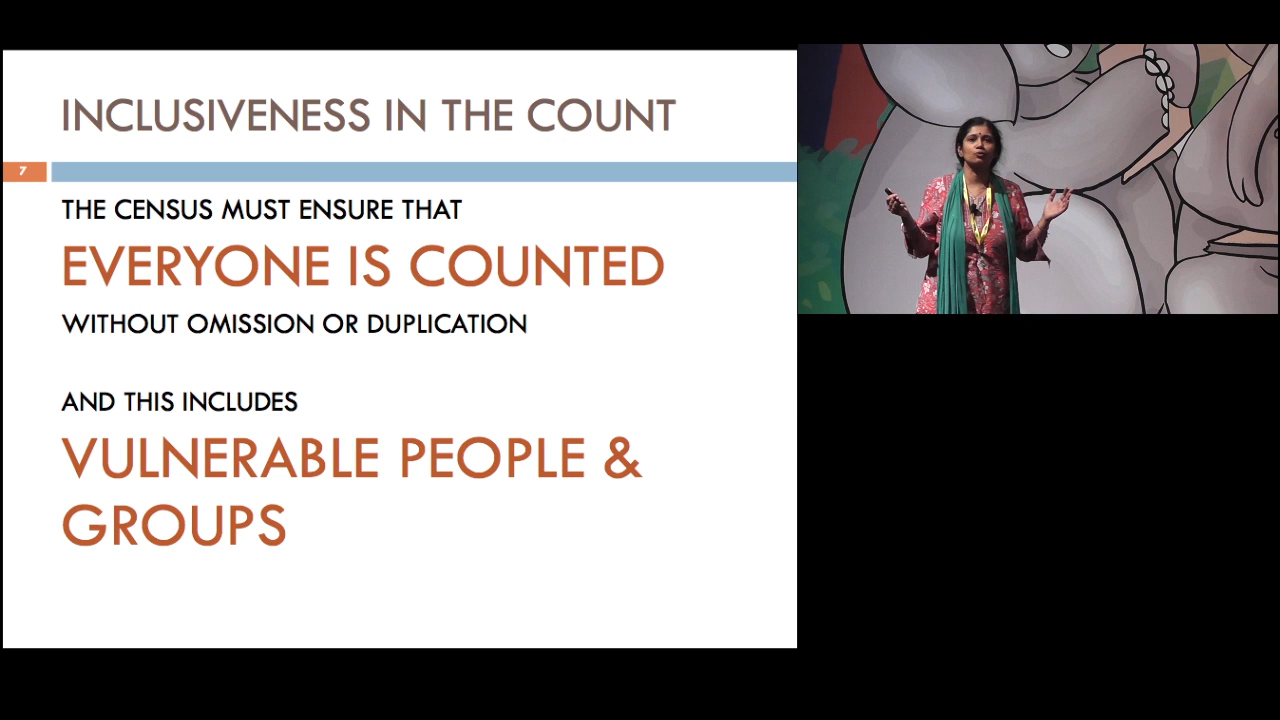 INCLUSIVENESS IN THE COUNT
7
THE CENSUS MUST ENSURE THAT
EVERYONE IS COUNTED
WITHOUT OMISSION OR DUPLICATION
AND THIS INCLUDES
VULNERABLE PEOPLE &
GROUPS